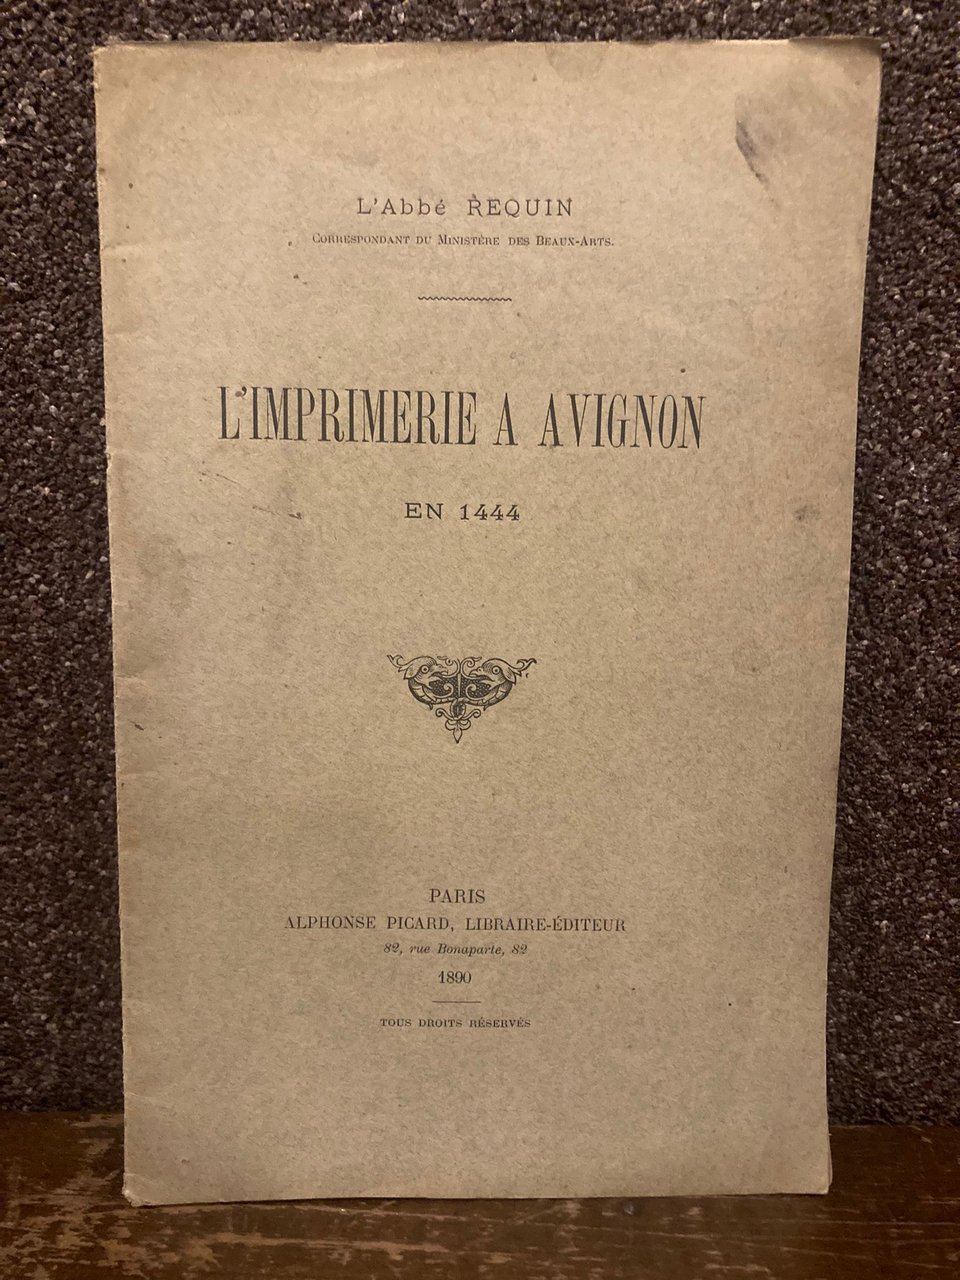 L'Abbé REQUIN
Correspondant du Ministère des Beaux-Arts.
L'IMPRIMERIE A AVIGNON
EN 1444
PARIS
ALPHONSE PICARD, LIBRAIRE-ÉDITEUR
82, rue Bonaparte, 82
1890
TOUS DROITS RÉSERVÉS